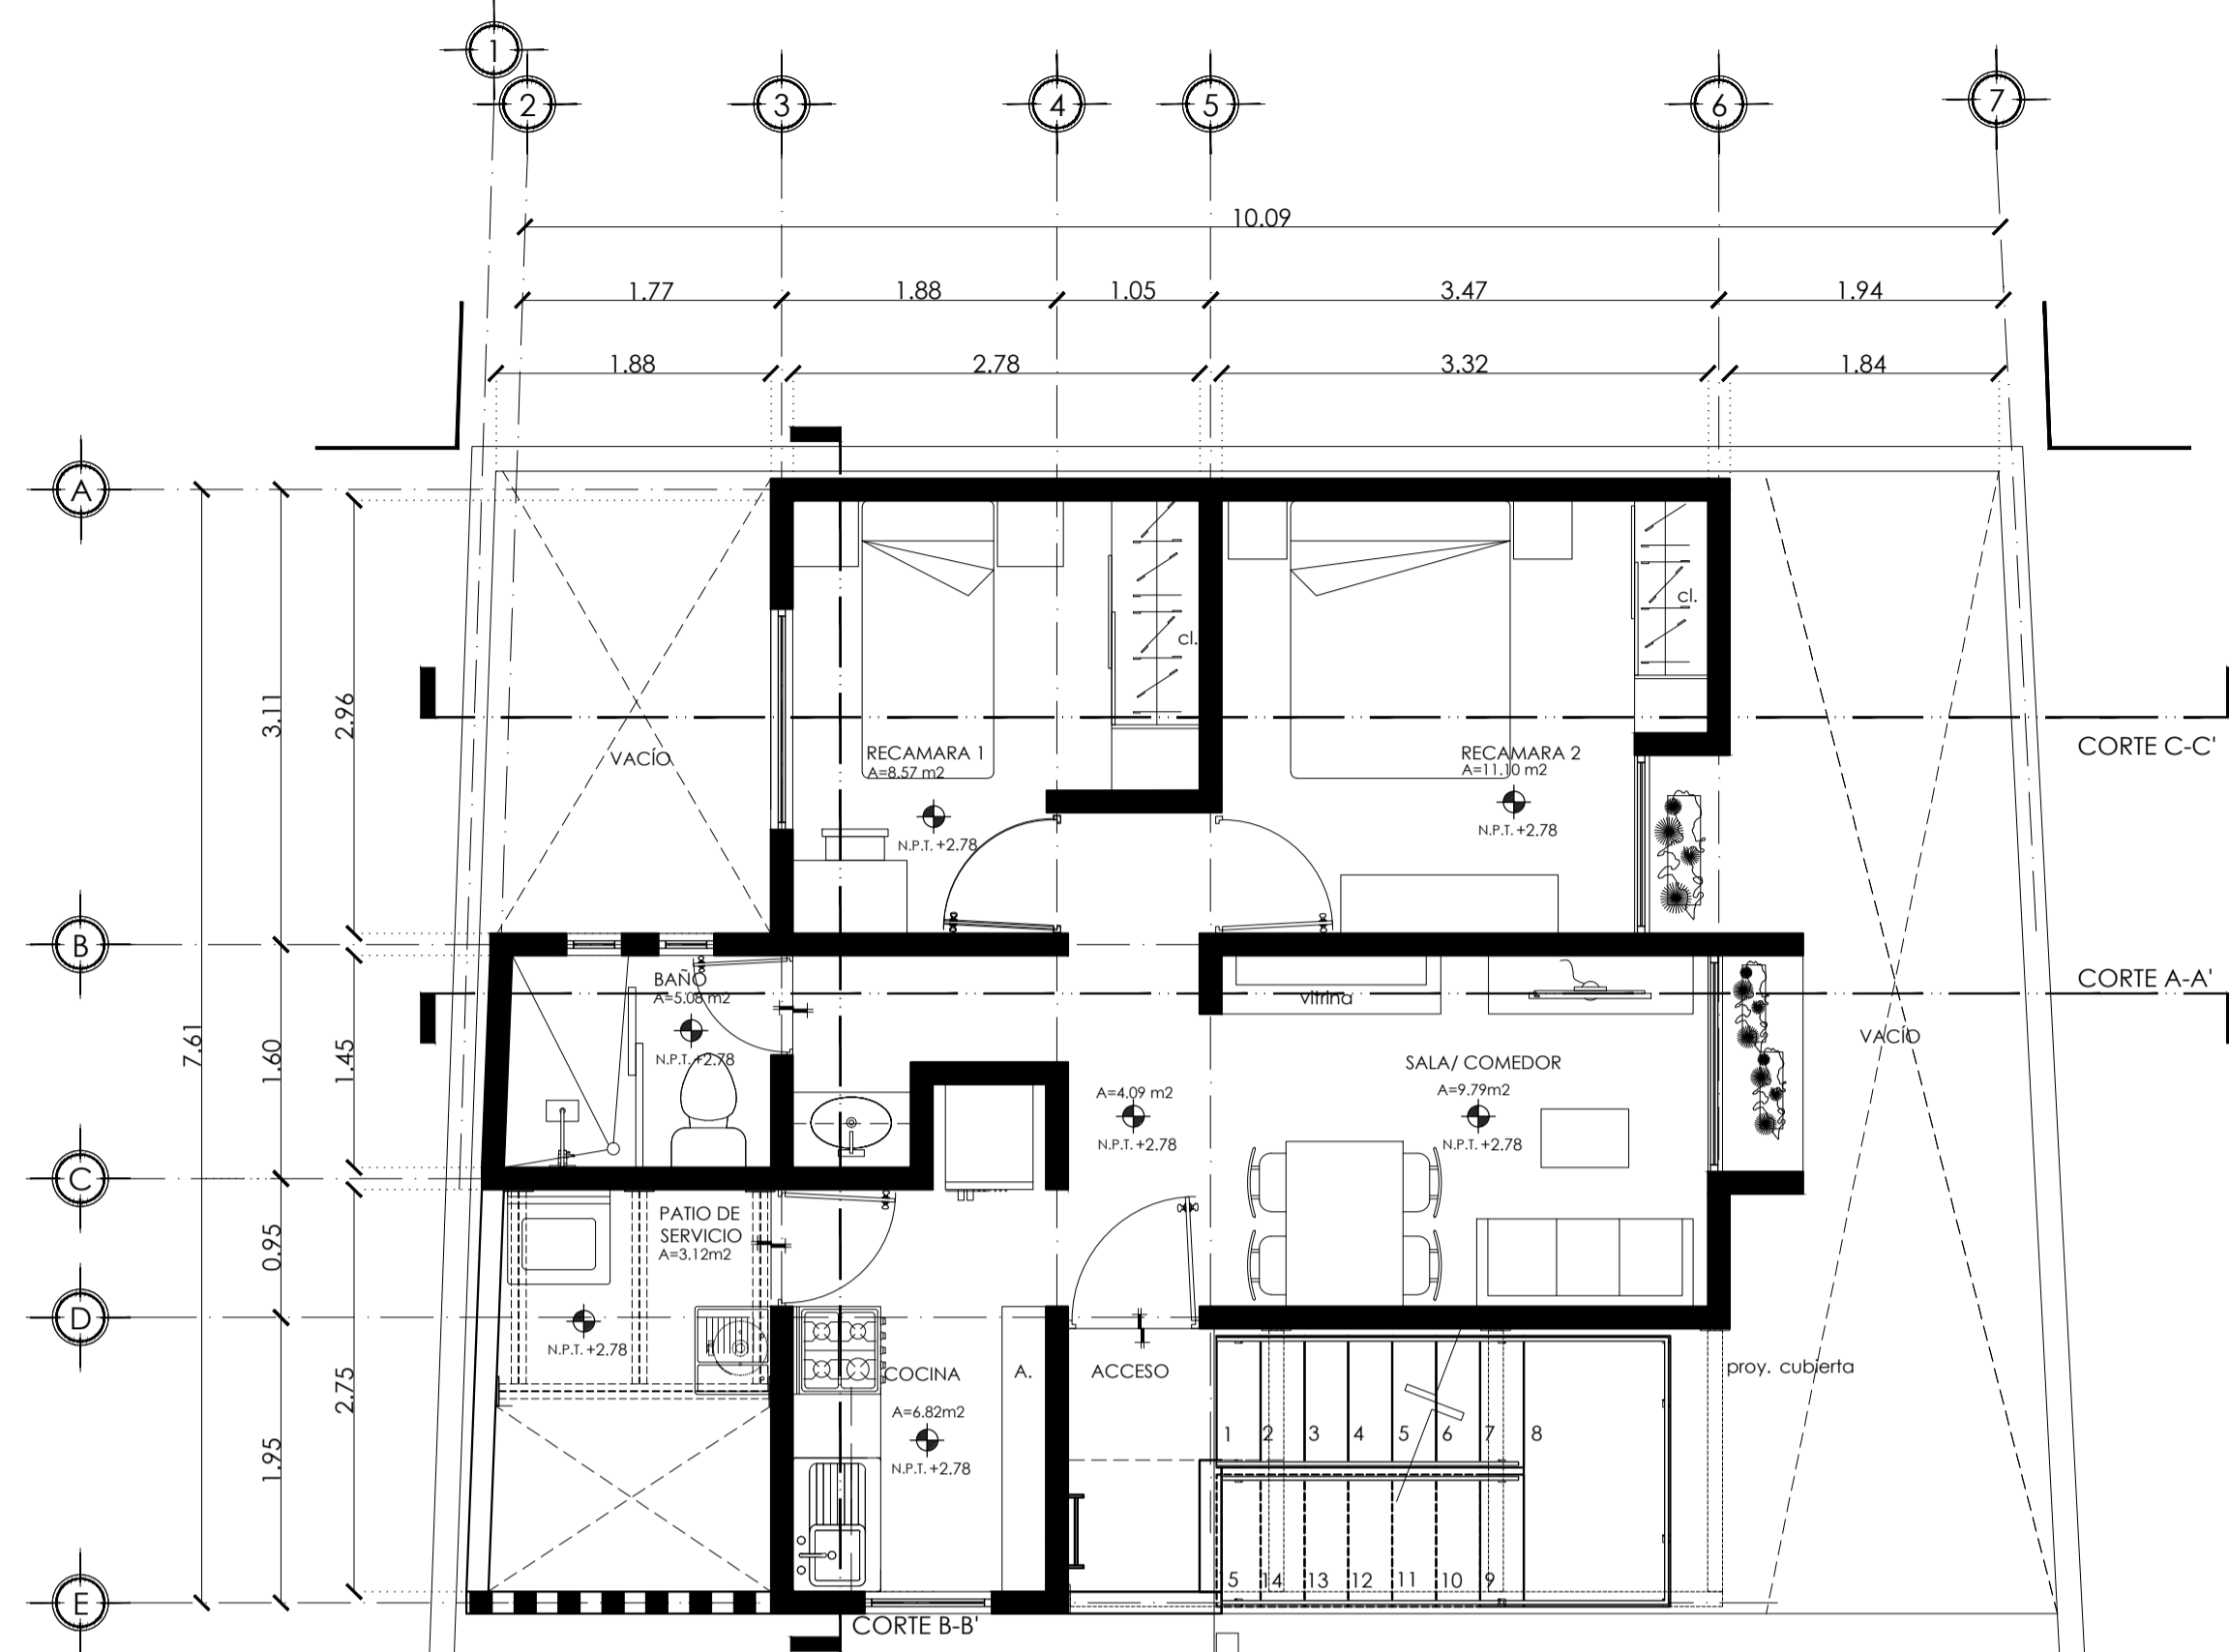 1
2
3
4
5
6
7
10.09
1.77
1.88
1.05
3.47
1.94
1.88
2.78
3.32
1.84
A
B
C
D
E
7.61
3.11
1.60
0.95
1.95
2.96
1.45
2.75
VACÍO
RECAMARA 1
A=8.57 m2
N.P.T. +2.78
cl.
RECAMARA 2
A=11.10 m2
N.P.T. +2.78
cl.
CORTE C-C'
BAÑO
A=5.08 m2
N.P.T. +2.78
vitrina
CORTE A-A'
VACÍO
SALA/ COMEDOR
A=9.79m2
N.P.T. +2.78
A=4.09 m2
N.P.T. +2.78
PATIO DE
SERVICIO
A=3.12m2
N.P.T. +2.78
COCINA
A=6.82m2
N.P.T. +2.78
A.
ACCESO
proy. cubierta
1 2 3 4 5 6 7 8
5 14 13 12 11 10 9
CORTE B-B'